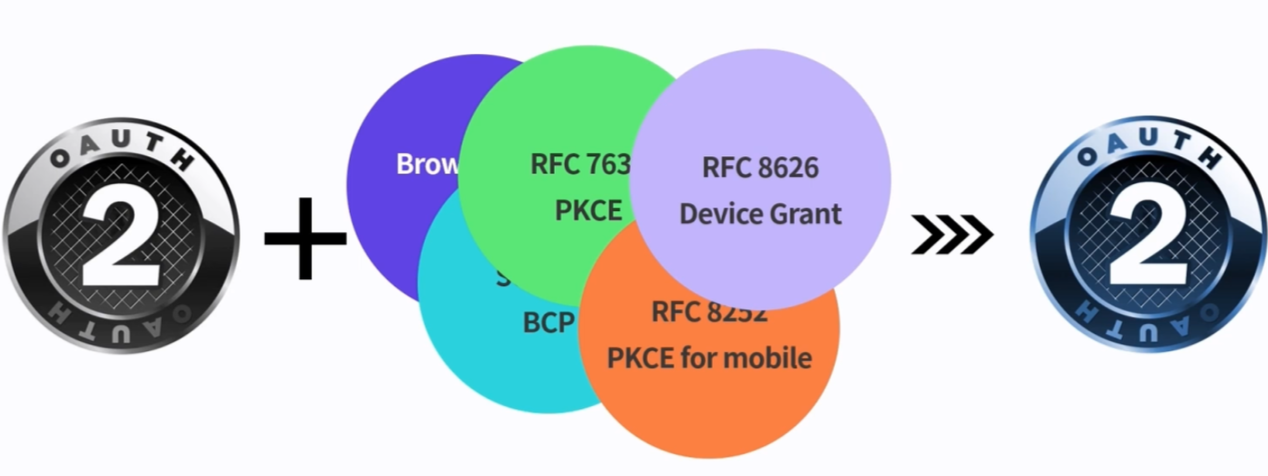 OAUTH
2
OAUTH
+
Brow
RFC 763
PKCE
S
BCP
RFC 8626
Device Grant
RFC 8252
PKCE for mobile
OAUTH
2
OAUTH